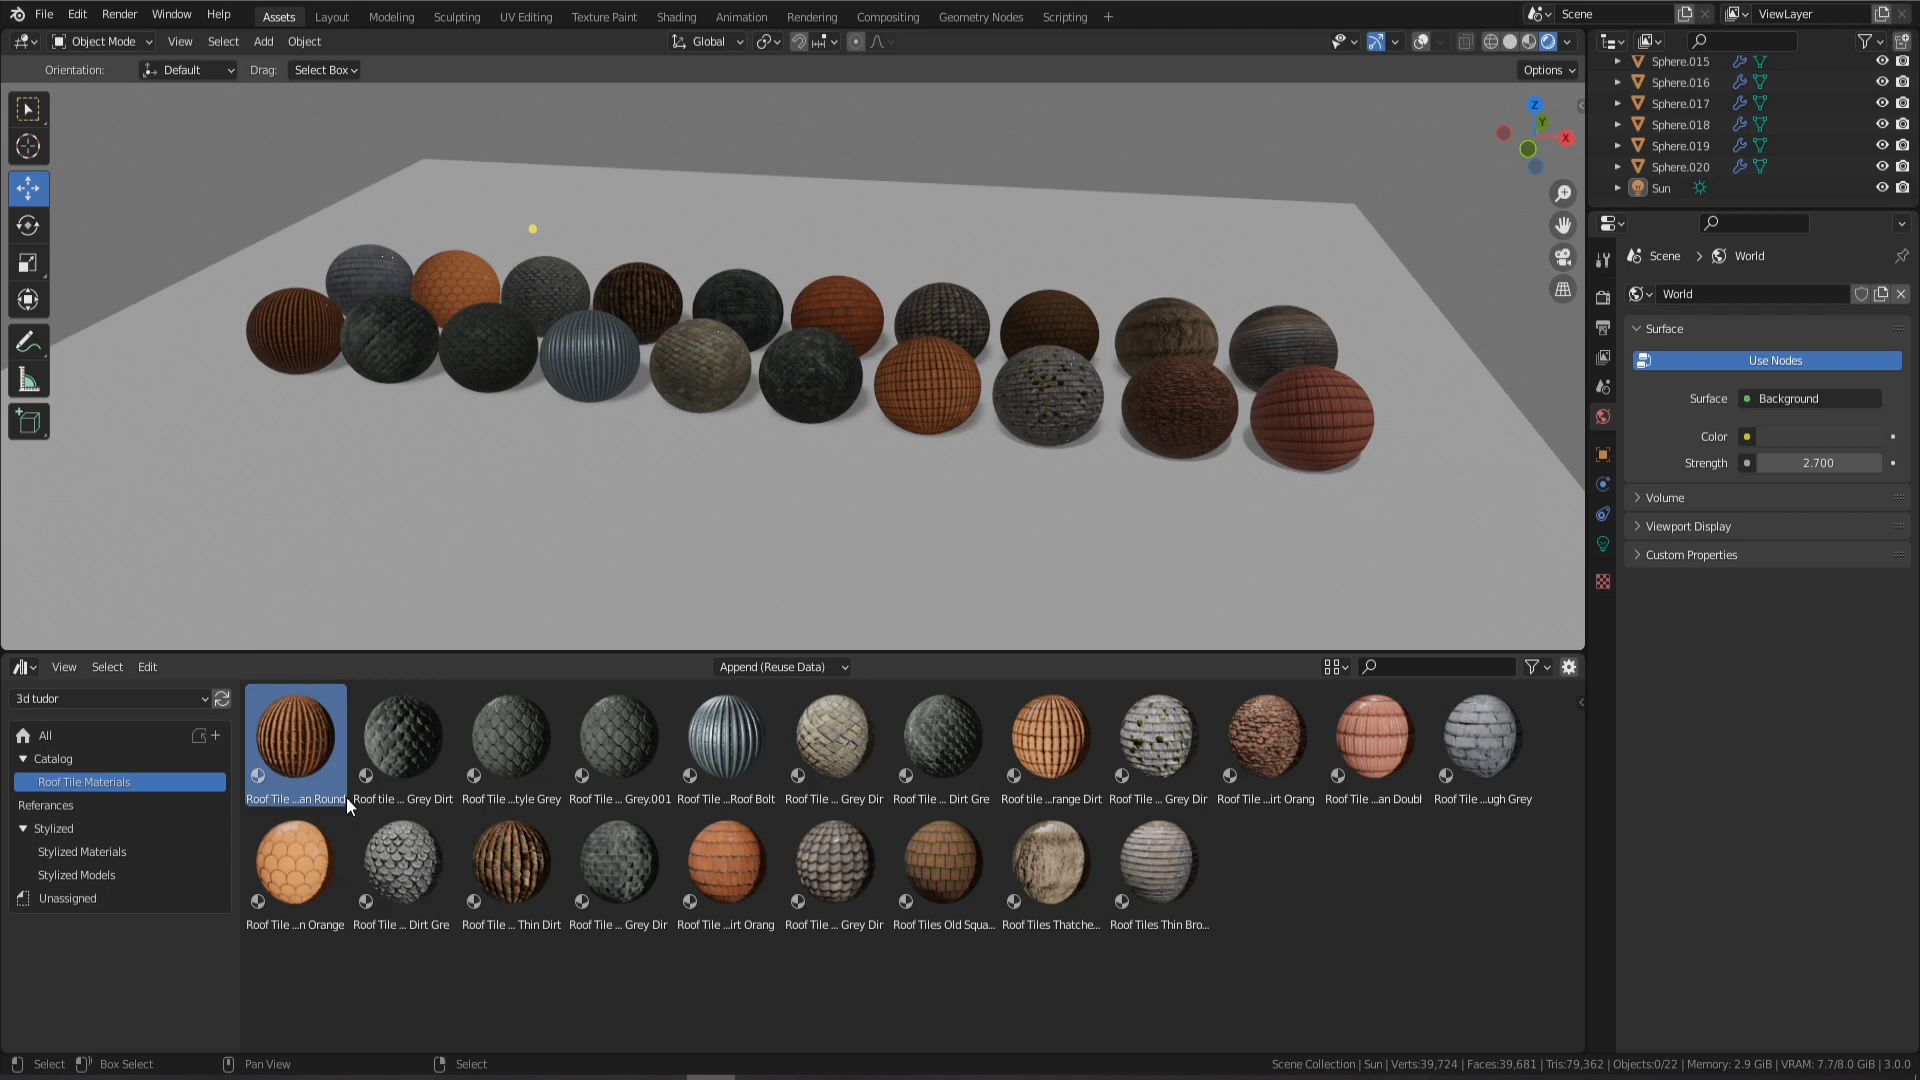 File Edit Render Window Help Assets Layout Modeling Sculpting UV Editing Texture Paint Shading Animation Rendering Compositing Geometry Nodes Scripting + Scene ViewLayer
Object Mode View Select Add Object Global
Orientation: Default Drag: Select Box Options
Z
Y
X
Sphere.015
Sphere.016
Sphere.017
Sphere.018
Sphere.019
Sphere.020
Sun
Scene > World
World
Surface
Use Nodes
Surface Background
Color
Strength 2.700
Volume
Viewport Display
Custom Properties
View Select Edit Append (Reuse Data)
3d tudor
All
Catalog
Roof Tile Materials
Referances
Stylized
Stylized Materials
Stylized Models
Unassigned
Roof Tile ...an Round Roof tile ... Grey Dirt Roof Tile ...tyle Grey Roof Tile ... Grey.001 Roof Tile ...Roof Bolt Roof Tile ... Grey Dir Roof Tile ... Dirt Gre Roof tile ...range Dirt Roof Tile ... Grey Dir Roof Tile ...irt Orang Roof Tile ...an Doubl Roof Tile ...ugh Grey
Roof Tile ...n Orange Roof Tile ... Dirt Gre Roof Tile ... Thin Dirt Roof Tile ... Grey Dir Roof Tile ...irt Orang Roof Tile ... Grey Dir Roof Tiles Old Squa... Roof Tiles Thatche... Roof Tiles Thin Bro...
Select Box Select Pan View Select Scene Collection | Sun | Verts:39,724 | Faces:39,681 | Tris:79,362 | Objects:0/22 | Memory: 2.9 GiB | VRAM: 7.7/8.0 GiB | 3.0.0